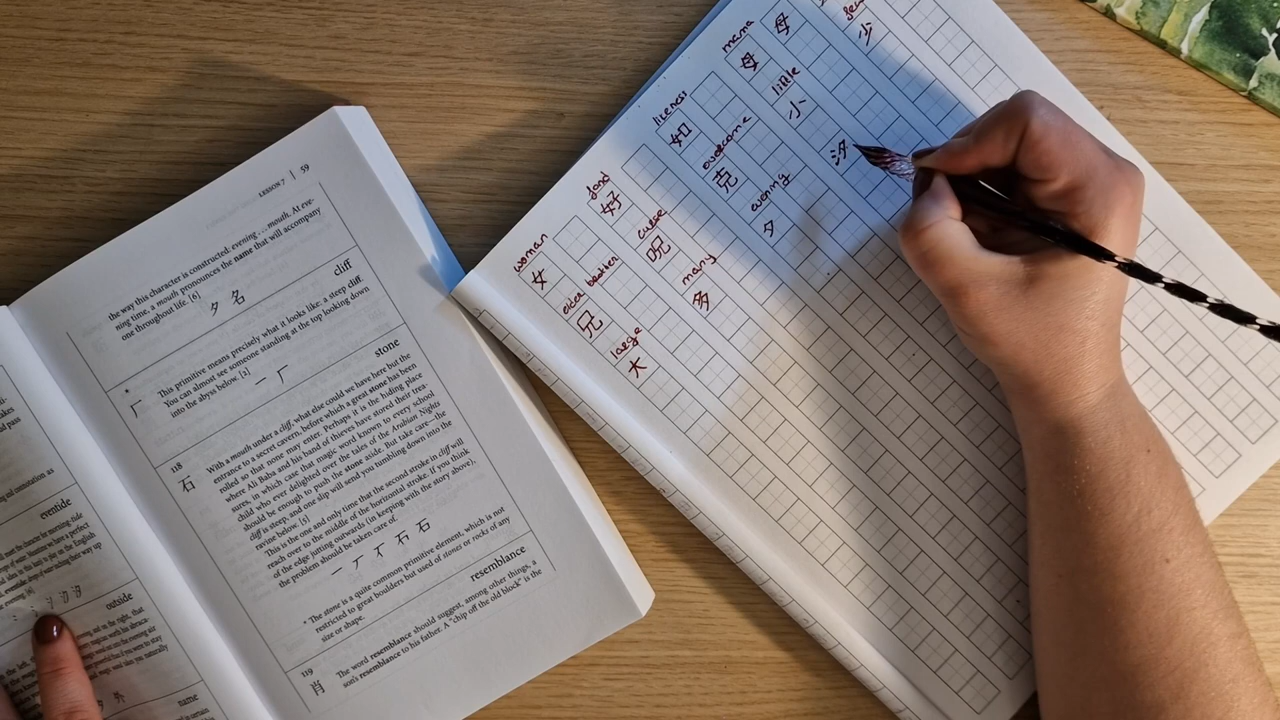 eventide
outside
name
外
LESSON 7 | 59
the way this character is constructed: evening . . . mouth. At eve-
ning time, a mouth pronounces the name that will accompany
one throughout life. [6]
夕 名
* cliff
厂
This primitive means precisely what it looks like: a steep cliff.
You can almost see someone standing at the top looking down
into the abyss below. [2]
一 厂
118 stone
石
With a mouth under a cliff, what else could we have here but the
entrance to a secret cavern, before which a great stone has been
rolled so that none may enter. Perhaps it is the hiding place
where Ali Baba and his band of thieves have stored their trea-
sures, in which case that magic word known to every school
child who ever delighted over the tales of the Arabian Nights
should be enough to push the stone aside. But take care—the
cliff is steep, and one slip will send you tumbling down into the
ravine below. [5]
This is the one and only time that the second stroke in cliff will
reach over to the middle of the horizontal stroke. If you think
of the edge jutting outwards (in keeping with the story above),
the problem should be taken care of.
一 丆 石 石
* The stone is a quite common primitive element, which is not
restricted to great boulders but used of stones or rocks of any
size or shape.
119 resemblance
肖
The word resemblance should suggest, among other things, a
son's resemblance to his father. A "chip off the old block" is the
woman
女
fond
好
likeness
如
mama
母
母
elder brother
兄
curse
呪
overcome
克
little
小
少
large
大
many
多
evening
夕
汐